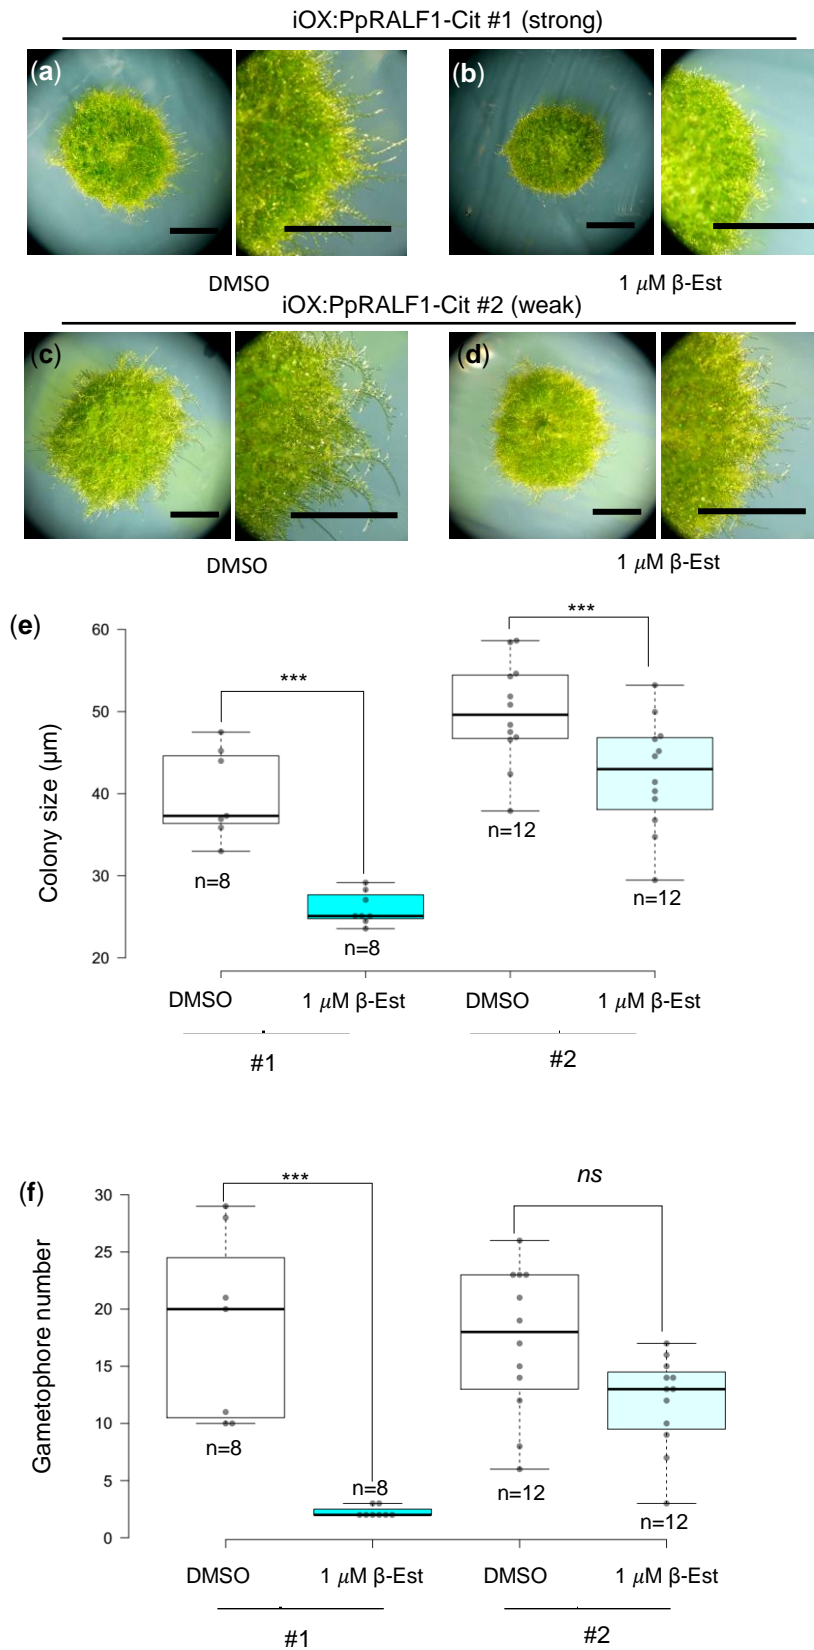 iOX:PpRALF1-Cit #1 (strong)
(a)
(b)
DMSO
1 μM β-Est
iOX:PpRALF1-Cit #2 (weak)
(c)
(d)
DMSO
1 μM β-Est
(e)
Colony size (μm)
60
50
40
30
20
***
***
n=8
n=8
n=12
n=12
DMSO
1 μM β-Est
DMSO
1 μM β-Est
#1
#2
(f)
Gametophore number
30
25
20
15
10
5
0
***
ns
n=8
n=8
n=12
n=12
DMSO
1 μM β-Est
DMSO
1 μM β-Est
#1
#2